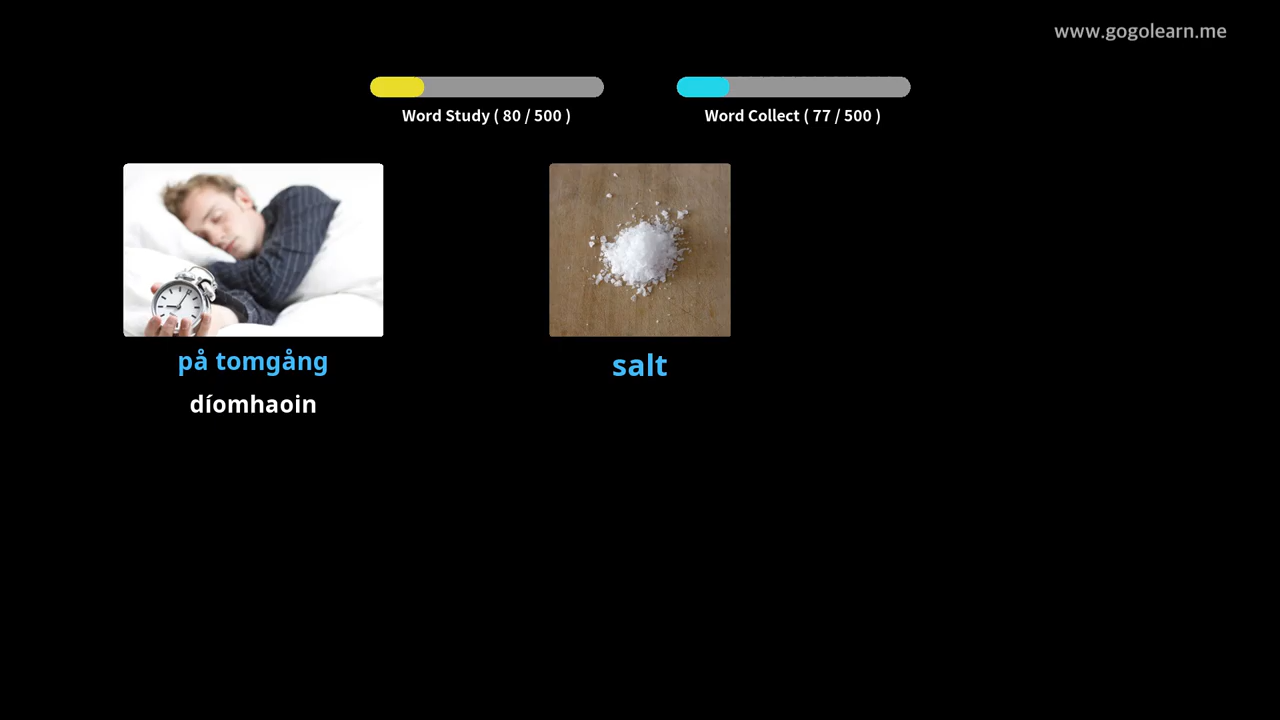 www.gogolearn.me
Word Study ( 80 / 500 )
Word Collect ( 77 / 500 )
på tomgång
díomhaoin
salt